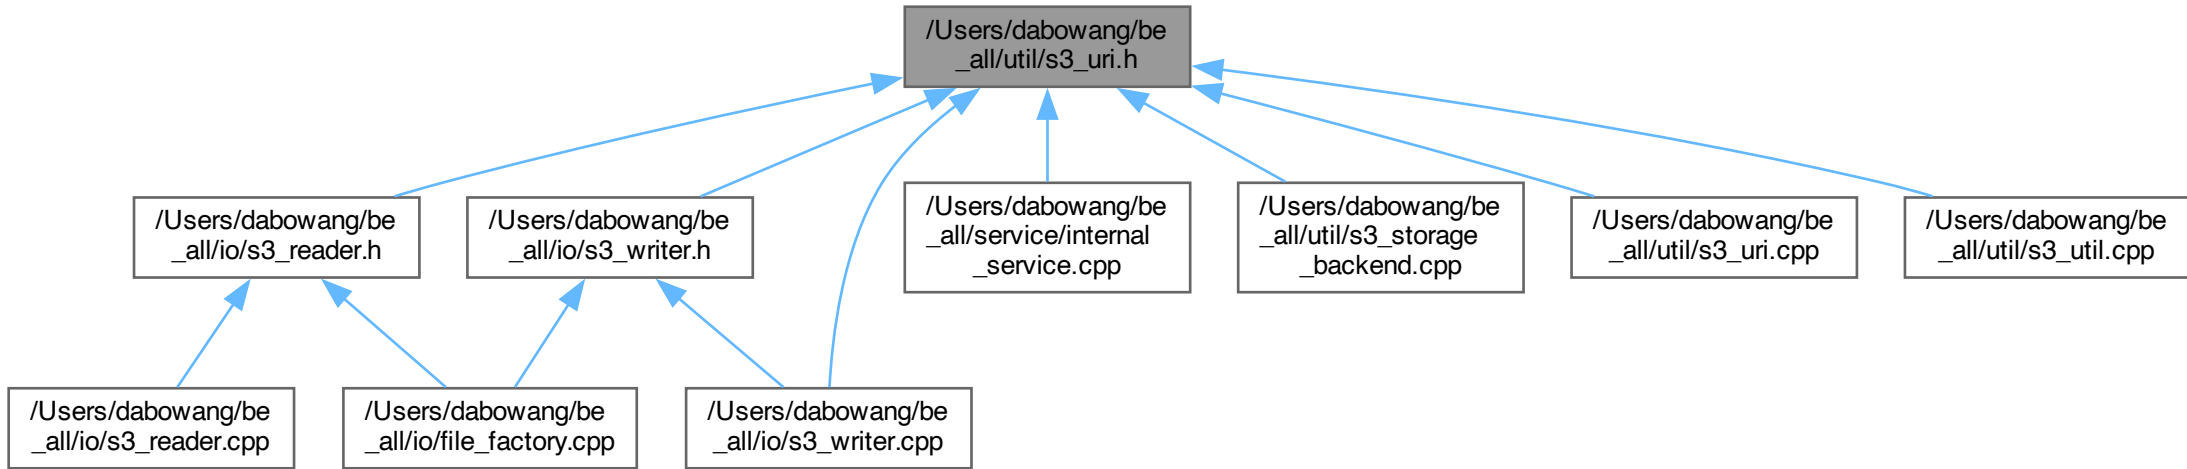 /Users/dabowang/be
_all/util/s3_uri.h
/Users/dabowang/be
_all/io/s3_reader.h
/Users/dabowang/be
_all/io/s3_writer.h
/Users/dabowang/be
_all/service/internal
_service.cpp
/Users/dabowang/be
_all/util/s3_storage
_backend.cpp
/Users/dabowang/be
_all/util/s3_uri.cpp
/Users/dabowang/be
_all/util/s3_util.cpp
/Users/dabowang/be
_all/io/s3_reader.cpp
/Users/dabowang/be
_all/io/file_factory.cpp
/Users/dabowang/be
_all/io/s3_writer.cpp